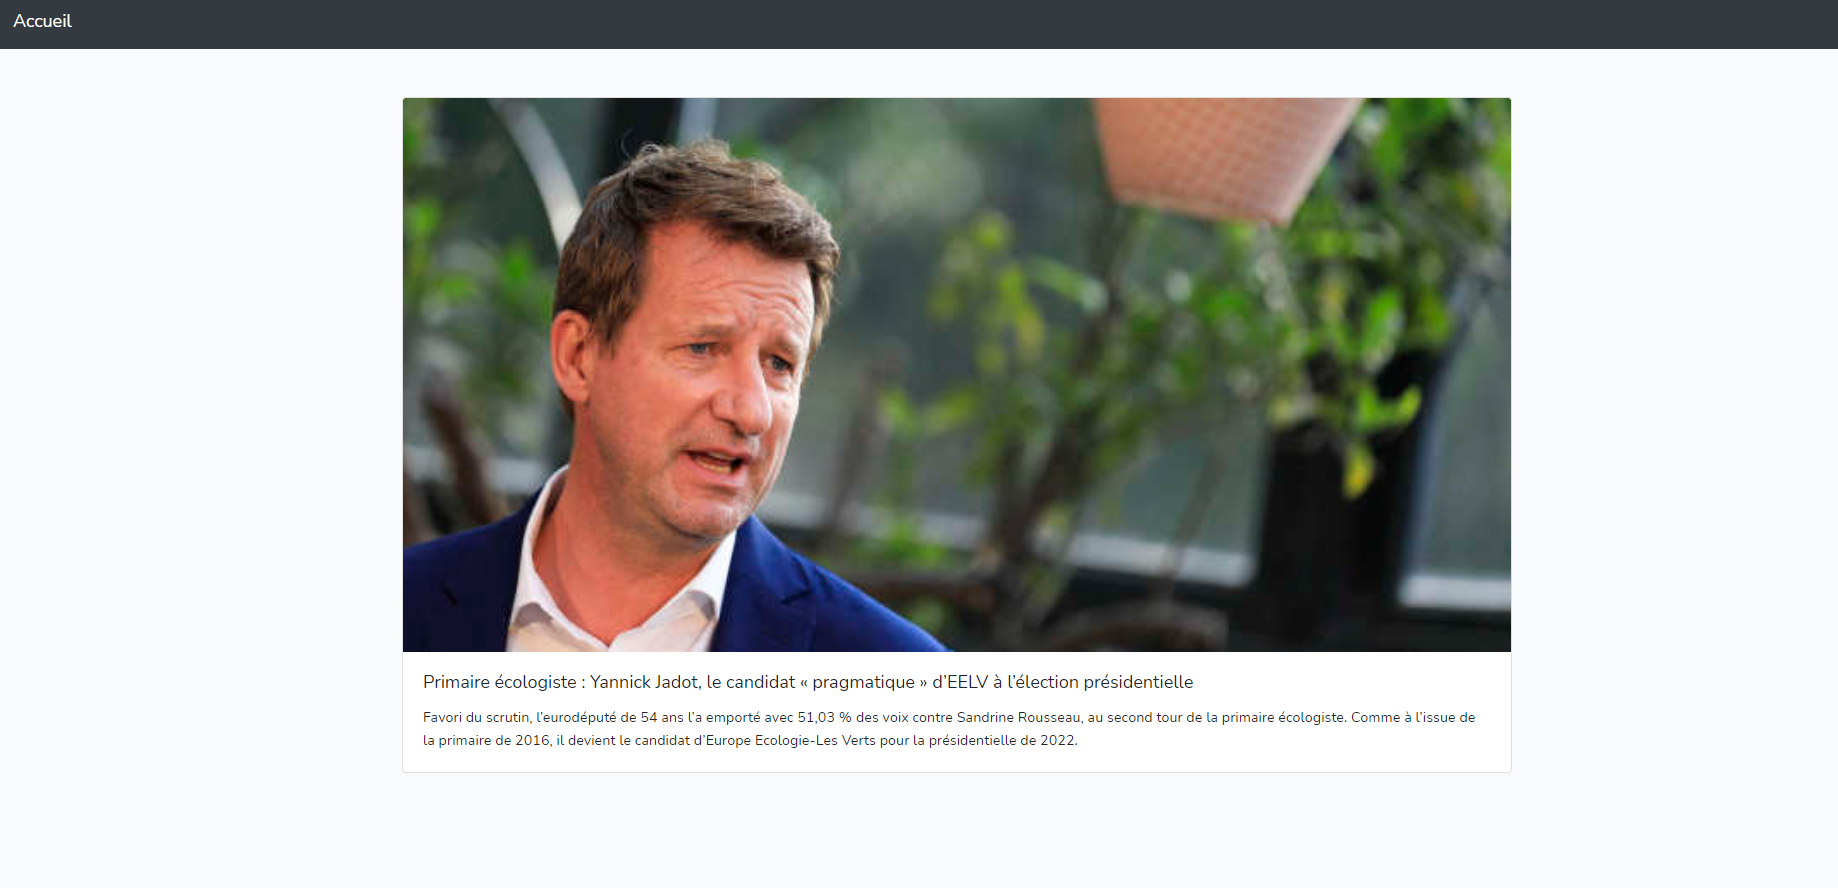 Accueil
Primaire écologiste : Yannick Jadot, le candidat « pragmatique » d’EELV à l’élection présidentielle
Favori du scrutin, l’eurodéputé de 54 ans l’a emporté avec 51,03 % des voix contre Sandrine Rousseau, au second tour de la primaire écologiste. Comme à l’issue de
la primaire de 2016, il devient le candidat d’Europe Ecologie-Les Verts pour la présidentielle de 2022.